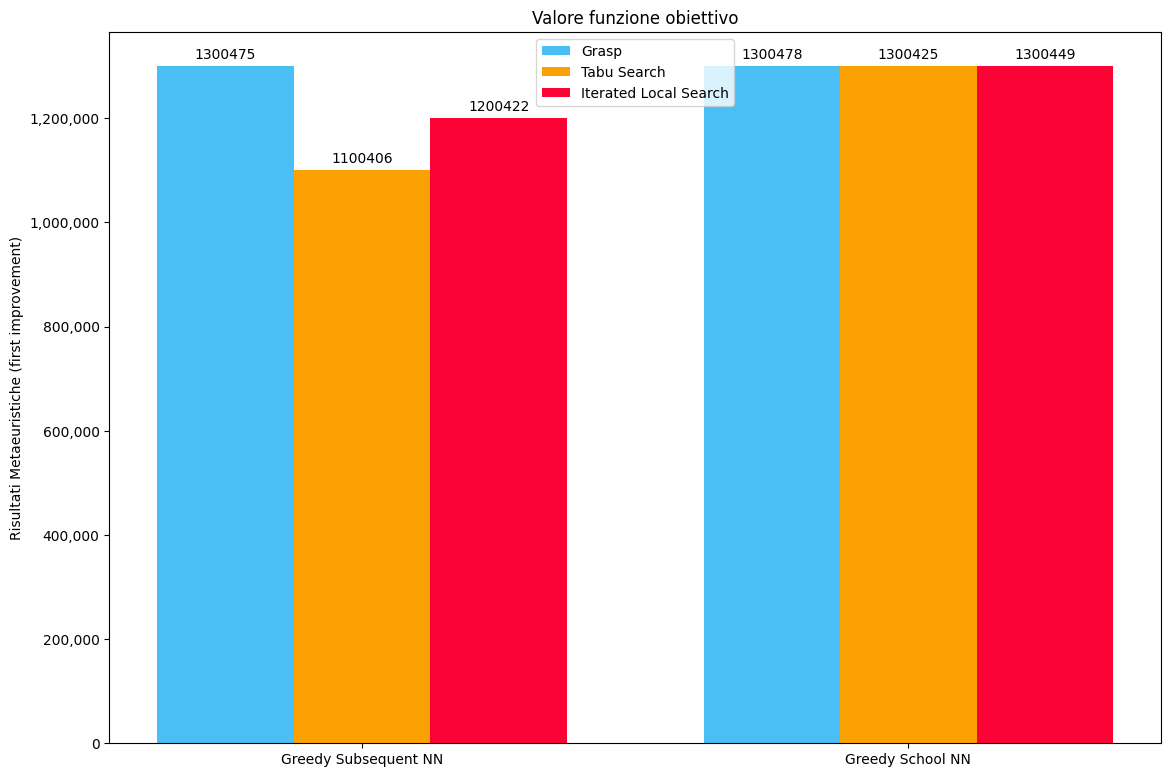 Valore funzione obiettivo
Grasp
Tabu Search
Iterated Local Search
1300475
1100406
1200422
1300478
1300425
1300449
Risultati Metaeuristiche (first improvement)
1,200,000
1,000,000
800,000
600,000
400,000
200,000
0
Greedy Subsequent NN
Greedy School NN